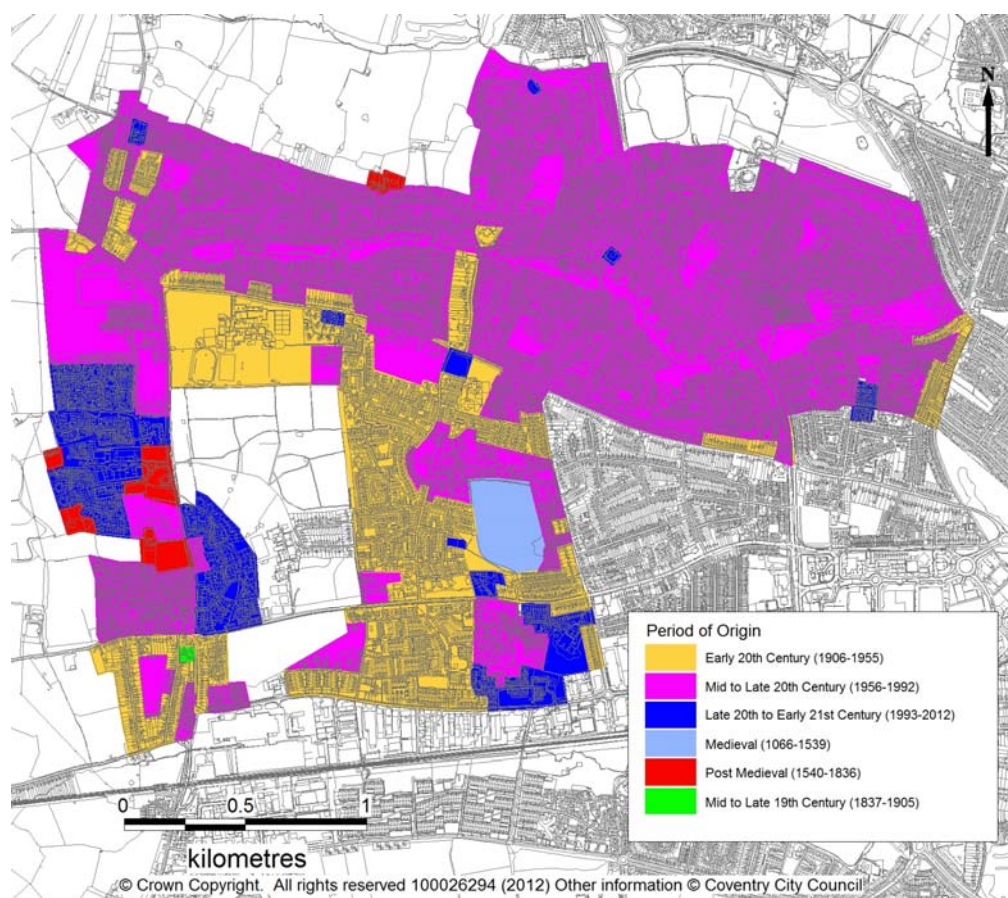 N
Period of Origin
Early 20th Century (1906-1955)
Mid to Late 20th Century (1956-1992)
Late 20th to Early 21st Century (1993-2012)
Medieval (1066-1539)
Post Medieval (1540-1836)
Mid to Late 19th Century (1837-1905)
0 0.5 1
kilometres
© Crown Copyright. All rights reserved 100026294 (2012) Other information © Coventry City Council